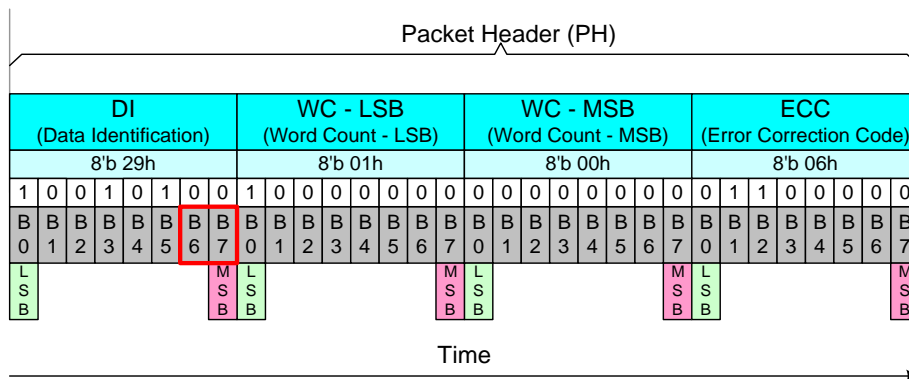 Packet Header (PH)
DI WC - LSB WC - MSB ECC
(Data Identification) (Word Count - LSB) (Word Count - MSB) (Error Correction Code)
8'b 29h 8'b 01h 8'b 00h 8'b 06h
1 0 0 1 0 1 0 0 1 0 0 0 0 0 0 0 0 0 0 0 0 0 0 0 0 1 1 0 0 0 0 0
B B B B B B B B B B B B B B B B B B B B B B B B B B B B B B B B
0 1 2 3 4 5 6 7 0 1 2 3 4 5 6 7 0 1 2 3 4 5 6 7 0 1 2 3 4 5 6 7
L M L M L M L M
S S S S S S S S
B B B B B B B B
Time